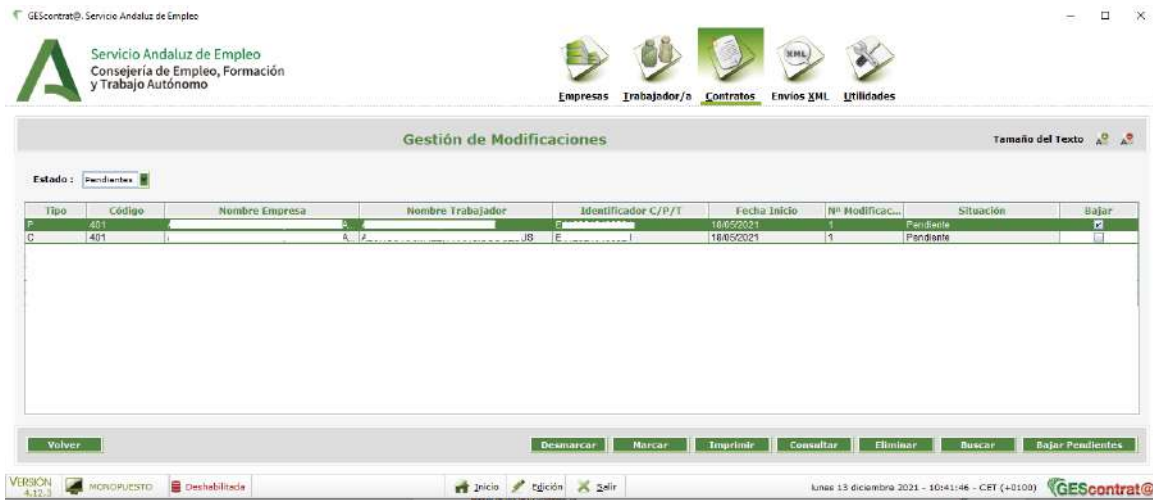 GEScontrat@. Servicio Andaluz de Empleo
Servicio Andaluz de Empleo
Consejería de Empleo, Formación
y Trabajo Autónomo
Empresas Trabajador/a Contratos Envíos XML Utilidades
Gestión de Modificaciones
Tamaño del Texto
Estado : Pendientes
Tipo Código Nombre Empresa Nombre Trabajador Identificador C/P/T Fecha Inicio Nº Modificac... Situación Bajar
P 401 18/05/2021 1 Pendiente
C 401 18/05/2021 1 Pendiente
Volver Desmarcar Marcar Imprimir Consultar Eliminar Buscar Bajar Pendientes
VERSIÓN
4.12.3
MONOPUESTO Deshabilitada Inicio Edición Salir lunes 13 diciembre 2021 - 10:41:46 - CET (+0100) GEScontrat@